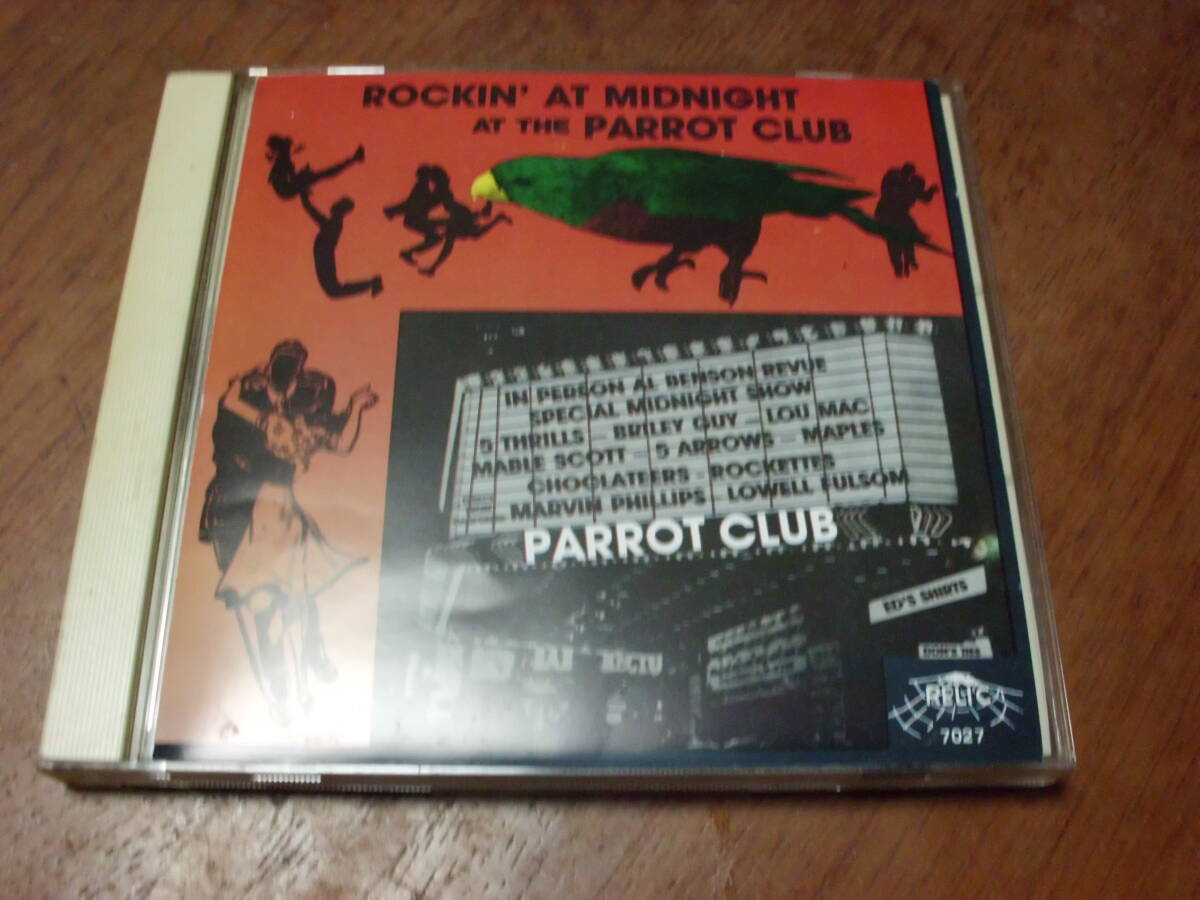 ROCKIN' AT MIDNIGHT
AT THE PARROT CLUB
IN PERSON AL BENSON REVUE
SPECIAL MIDNIGHT SHOW
5 THRILLS - BRILEY GUY - LOU MAC
MABLE SCOTT - 5 ARROWS - MAPLES
CHOCLATEERS - ROCKETTES
MARVIN PHILLIPS - LOWELL FULSOM
PARROT CLUB
ED'S SHIRTS
RELIC
7027